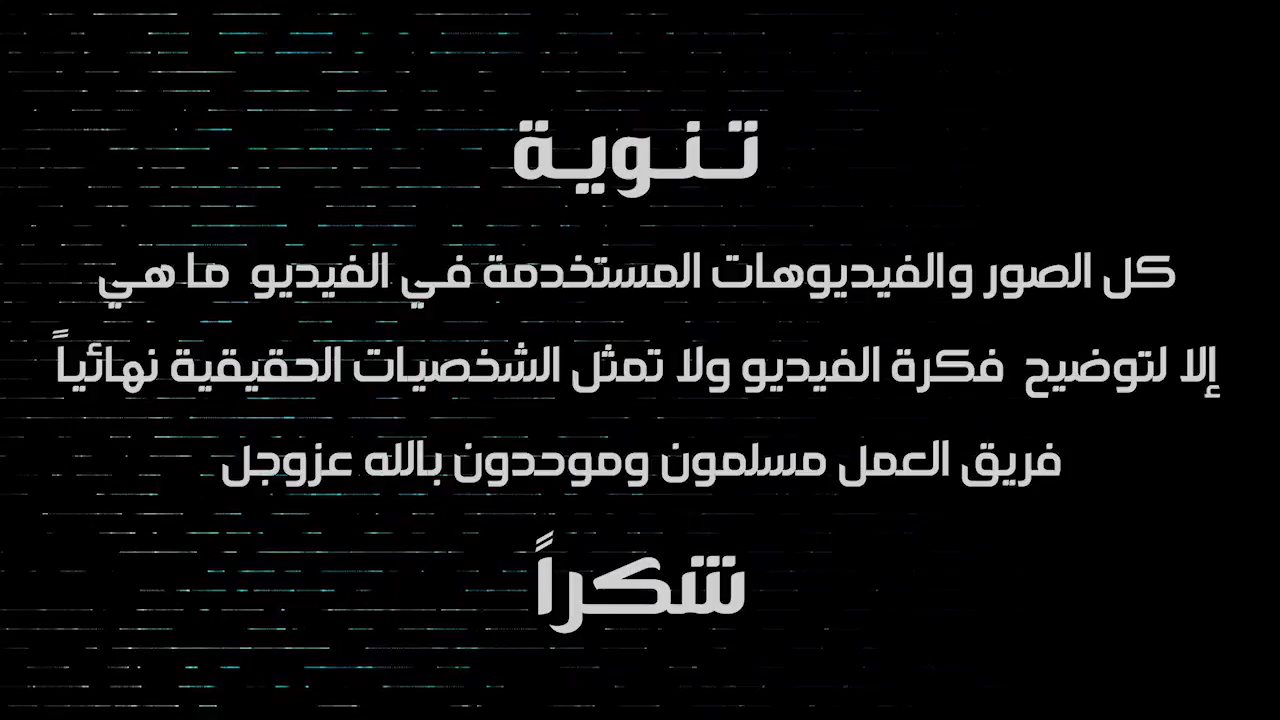 تنوية
كل الصور والفيديوهات المستخدمة في الفيديو ما هي
إلا لتوضيح فكرة الفيديو ولا تمثل الشخصيات الحقيقية نهائياً
فريق العمل مسلمون وموحدون بالله عزوجل
شكراً